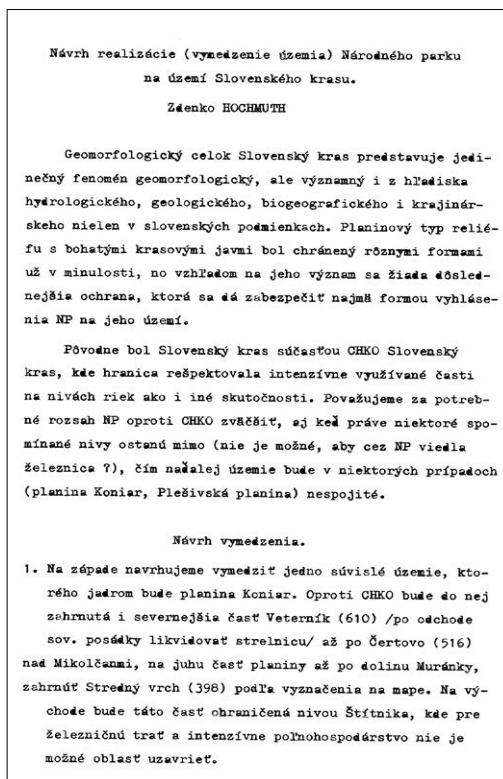 Návrh realizácie (vymedzenie územia) Národného parku
na území Slovenského krasu.
Zdenko HOCHMUTH
Geomorfologický celok Slovenský kras predstavuje jedi-
nečný fenomén geomorfologický, ale významný i z hľadiska
hydrologického, geologického, biogeografického i krajinár-
skeho nielen v slovenských podmienkach. Planinový typ relié-
fu s bohatými krasovými javmi bol chránený rôznymi formami
už v minulosti, no vzhľadom na jeho význam sa žiada dôsled-
nejšia ochrana, ktorá sa dá zabezpečiť najmä formou vyhláse-
nia NP na jeho území.
Pôvodne bol Slovenský kras súčasťou CHKO Slovenský
kras, kde hranica rešpektovala intenzívne využívané časti
na nivách riek ako i iné skutočnosti. Považujeme za potreb-
né rozsah NP oproti CHKO zväčšiť, aj keď práve niektoré spo-
mínané nivy ostanú mimo (nie je možné, aby cez NP viedla
železnica ?), čím naďalej územie bude v niektorých prípadoch
(planina Koniar, Plešivská planina) nespojité.
Návrh vymedzenia.
1. Na západe navrhujeme vymedziť jedno súvislé územie, kto-
rého jadrom bude planina Koniar. Oproti CHKO bude do nej
zahrnutá i severnejšia časť Veterník (610) /po odchode
sov. posádky likvidovať strelnicu/ až po Čertovo (516)
nad Mikolčanmi, na juhu časť planiny až po dolinu Muránky,
zahrnúť Stredný vrch (398) podľa vyznačenia na mape. Na vý-
chode bude táto časť ohraničená nivou Štítnika, kde pre
železničnú trať a intenzívne poľnohospodárstvo nie je
možné oblasť uzavrieť.